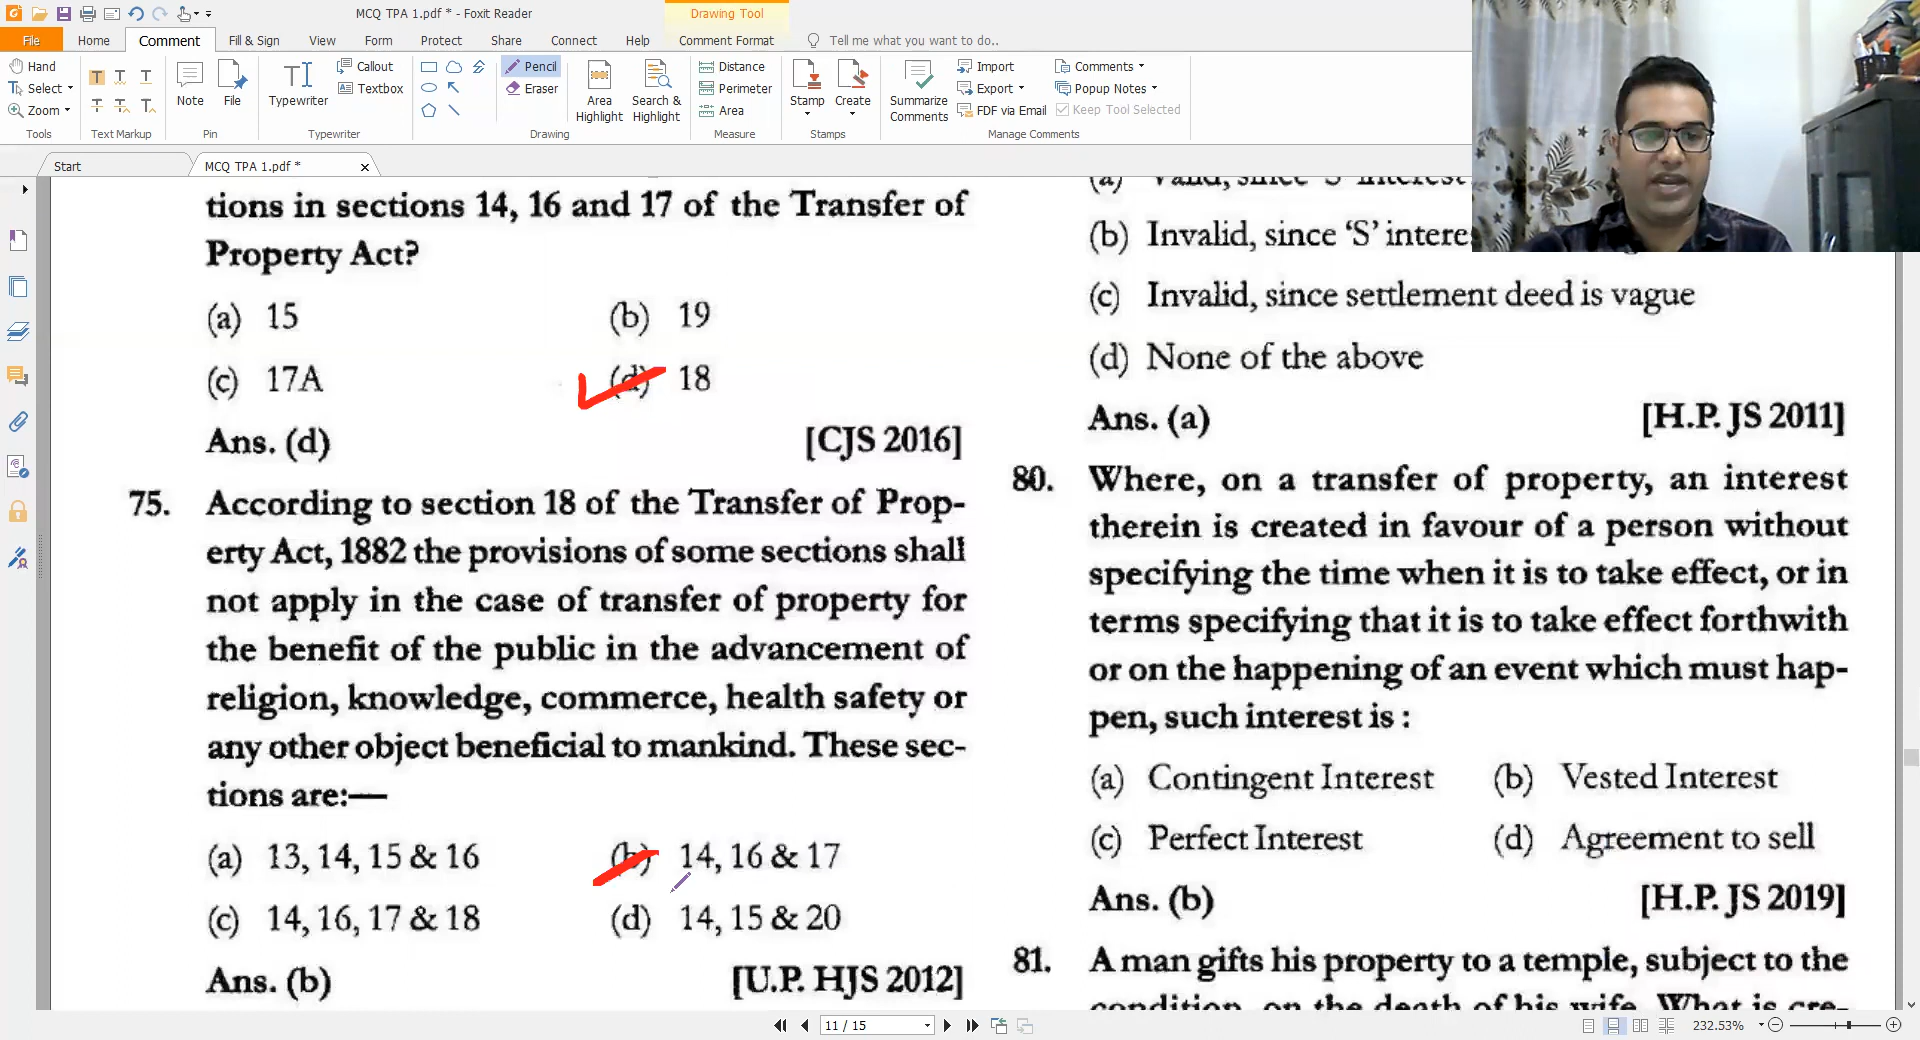 MCQ TPA 1.pdf * - Foxit Reader
Drawing Tool
File Home Comment Fill & Sign View Form Protect Share Connect Help Comment Format Tell me what you want to do..
Hand
Select
Zoom
Tools
T T T
T T T
Text Markup
Note
File
Pin
Typewriter
Callout
Textbox
Typewriter
Pencil
Eraser
Area
Highlight
Search &
Highlight
Drawing
Distance
Perimeter
Area
Measure
Stamp
Create
Stamps
Summarize
Comments
Import
Export
FDF via Email
Comments
Popup Notes
Keep Tool Selected
Manage Comments
Start
MCQ TPA 1.pdf *
tions in sections 14, 16 and 17 of the Transfer of
Property Act?
(a) 15 (b) 19
(c) 17A (d) 18
Ans. (d) [CJS 2016]
75. According to section 18 of the Transfer of Prop-
erty Act, 1882 the provisions of some sections shall
not apply in the case of transfer of property for
the benefit of the public in the advancement of
religion, knowledge, commerce, health safety or
any other object beneficial to mankind. These sec-
tions are:—
(a) 13, 14, 15 & 16 (b) 14, 16 & 17
(c) 14, 16, 17 & 18 (d) 14, 15 & 20
Ans. (b) [U.P. HJS 2012]
(a) Valid, since 'S' interest
(b) Invalid, since 'S'
(c) Invalid, since settlement deed is vague
(d) None of the above
Ans. (a) [H.P. JS 2011]
80. Where, on a transfer of property, an interest
therein is created in favour of a person without
specifying the time when it is to take effect, or in
terms specifying that it is to take effect forthwith
or on the happening of an event which must hap-
pen, such interest is :
(a) Contingent Interest (b) Vested Interest
(c) Perfect Interest (d) Agreement to sell
Ans. (b) [H.P. JS 2019]
81. A man gifts his property to a temple, subject to the
condition, on the death of his wife. What is cre-
11 / 15
232.53%